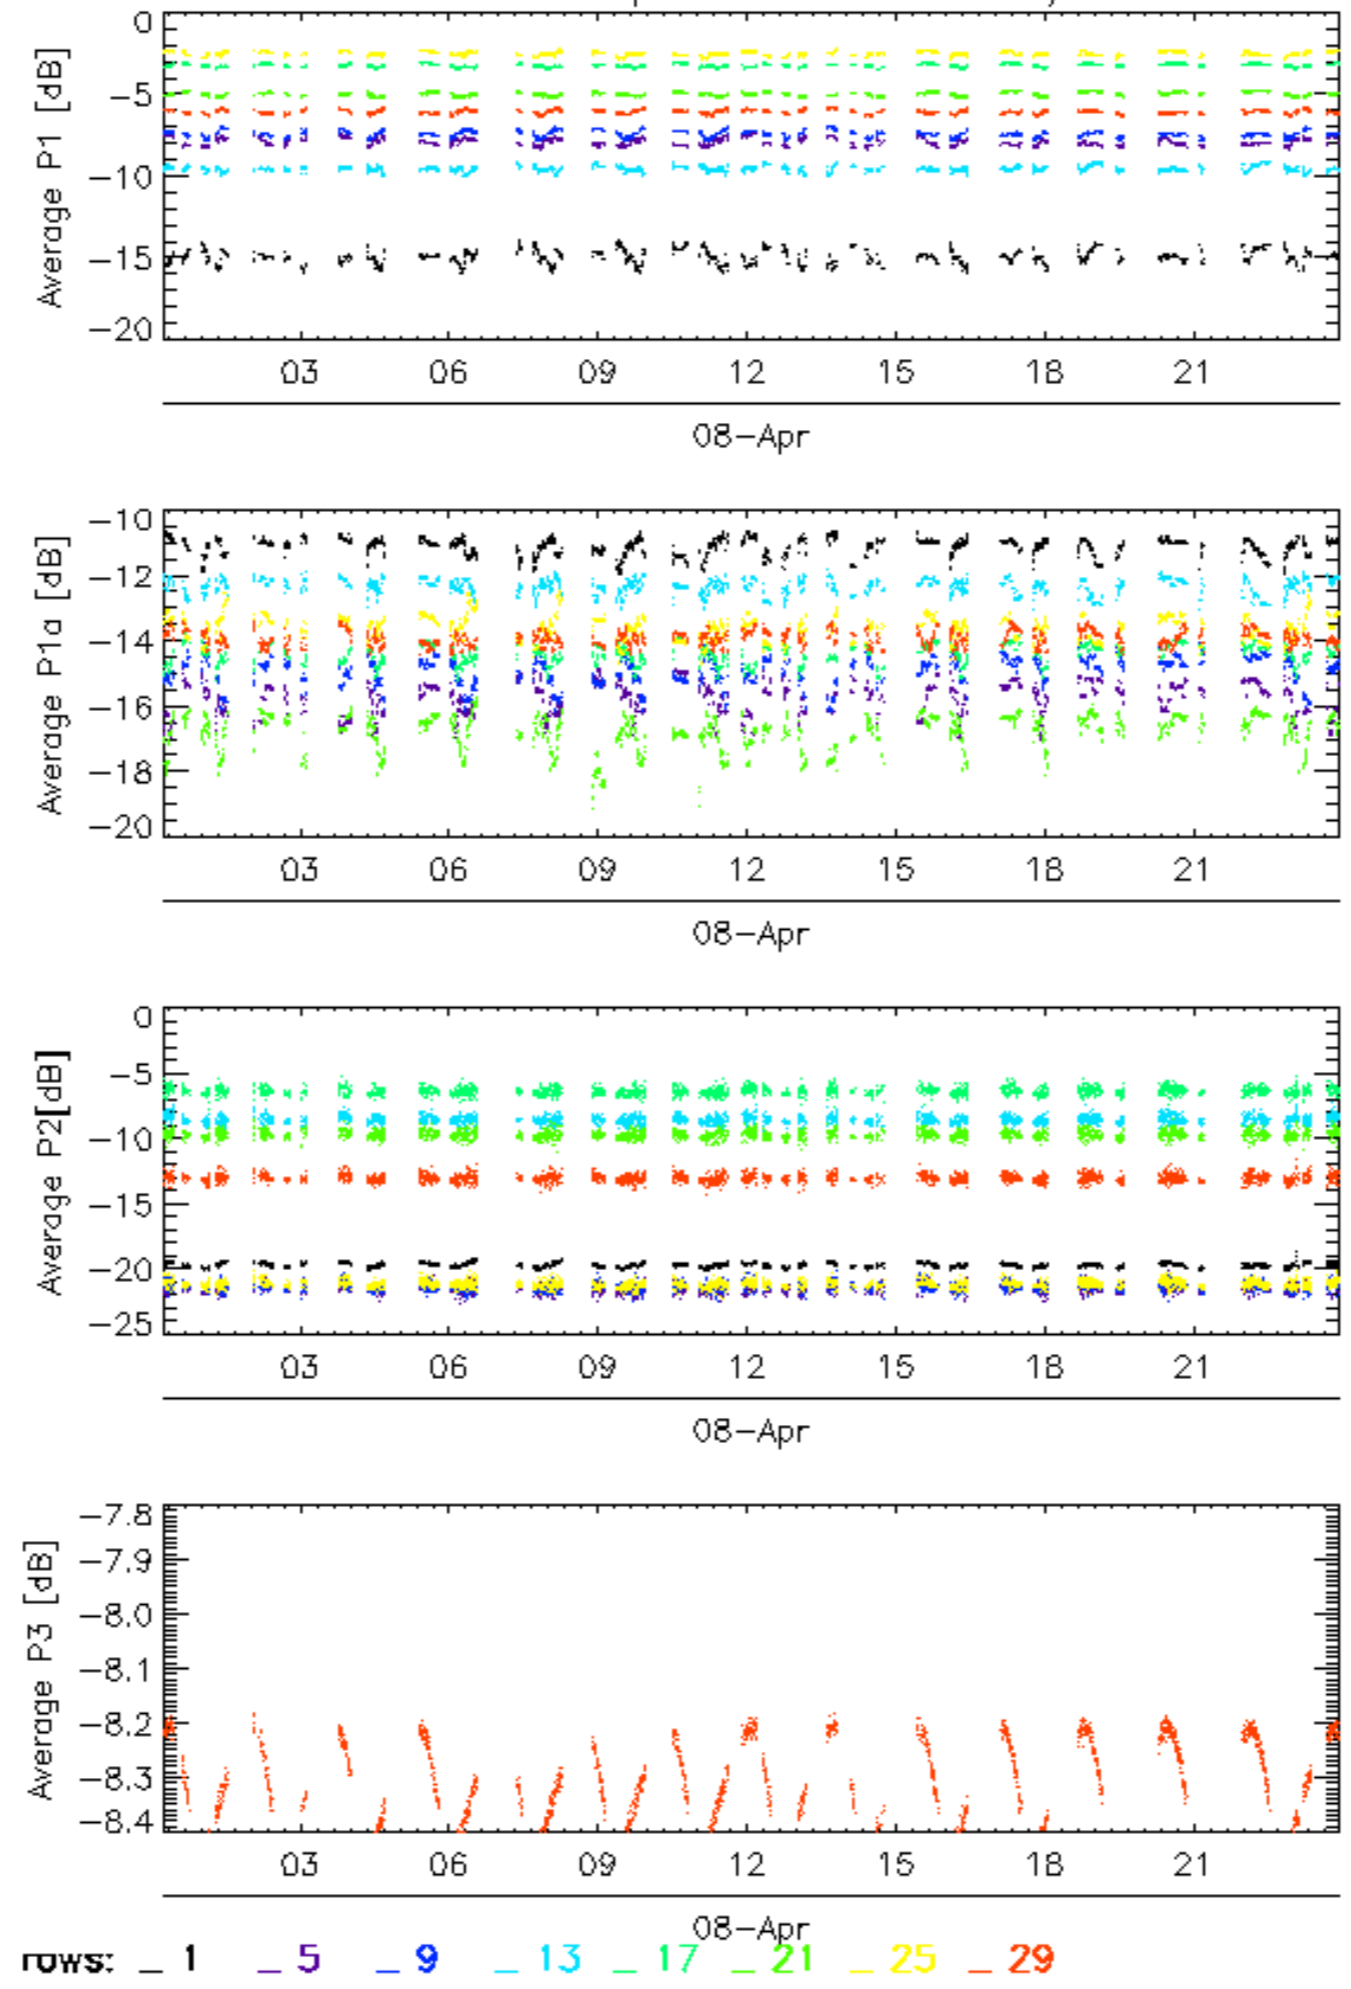 0
−5
−10
−15
−20
Average P1 [dB]
03 06 09 12 15 18 21
08−Apr
−10
−12
−14
−16
−18
−20
Average P1a [dB]
03 06 09 12 15 18 21
08−Apr
0
−5
−10
−15
−20
−25
Average P2[dB]
03 06 09 12 15 18 21
08−Apr
−7.8
−7.9
−8.0
−8.1
−8.2
−8.3
−8.4
Average P3 [dB]
03 06 09 12 15 18 21
08−Apr
rows: _ 1 _ 5 _ 9 _ 13 _ 17 _ 21 _ 25 _ 29